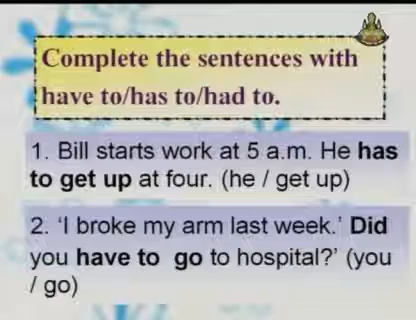 Complete the sentences with
have to/has to/had to.
1. Bill starts work at 5 a.m. He has
to get up at four. (he / get up)
2. ‘I broke my arm last week.’ Did
you have to go to hospital?’ (you
/ go)